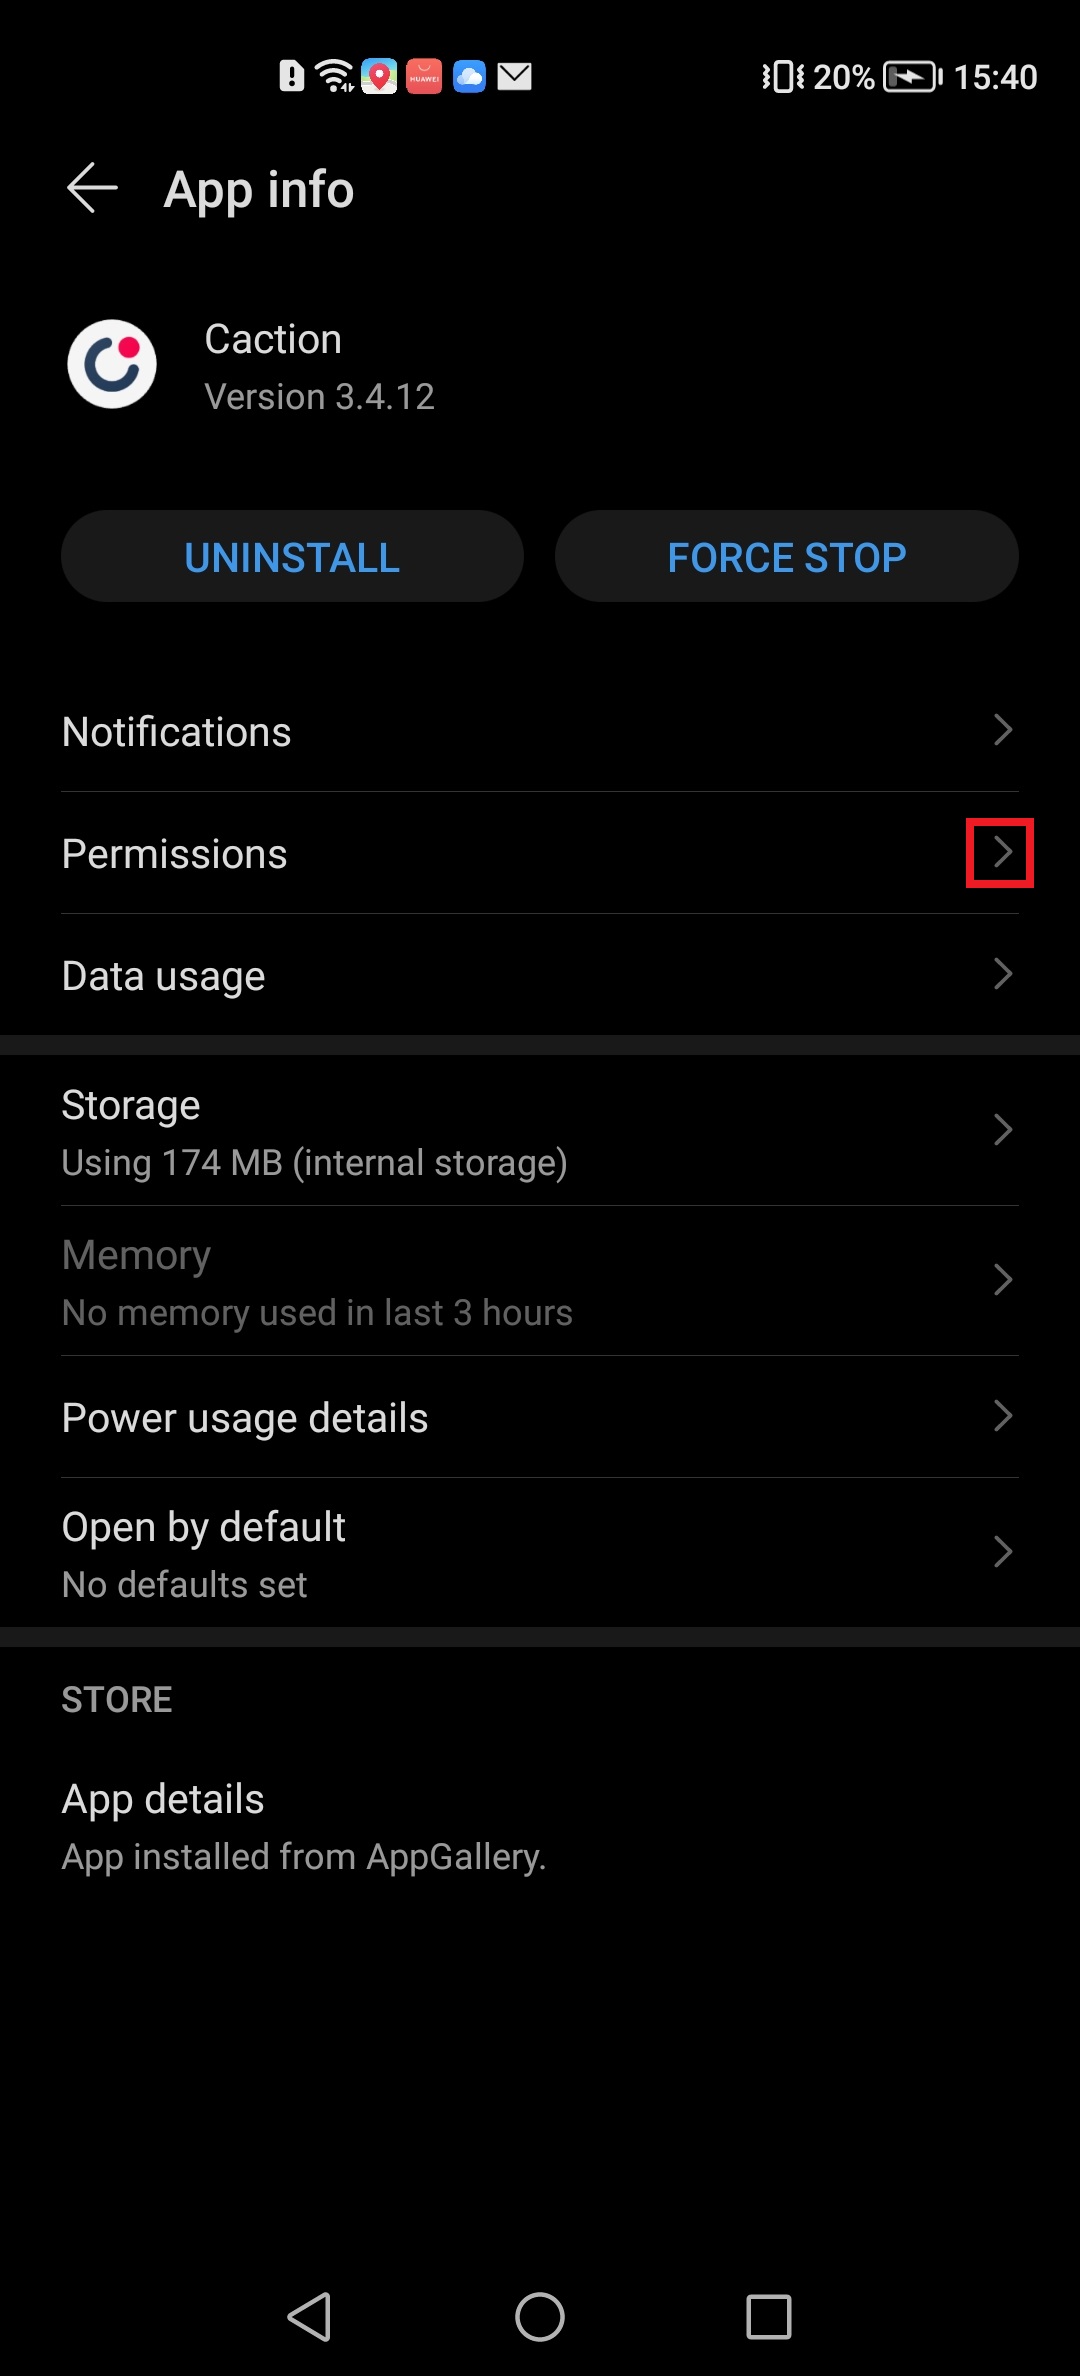 20% 15:40
App info
Caction
Version 3.4.12
UNINSTALL FORCE STOP
Notifications
Permissions
Data usage
Storage
Using 174 MB (internal storage)
Memory
No memory used in last 3 hours
Power usage details
Open by default
No defaults set
STORE
App details
App installed from AppGallery.